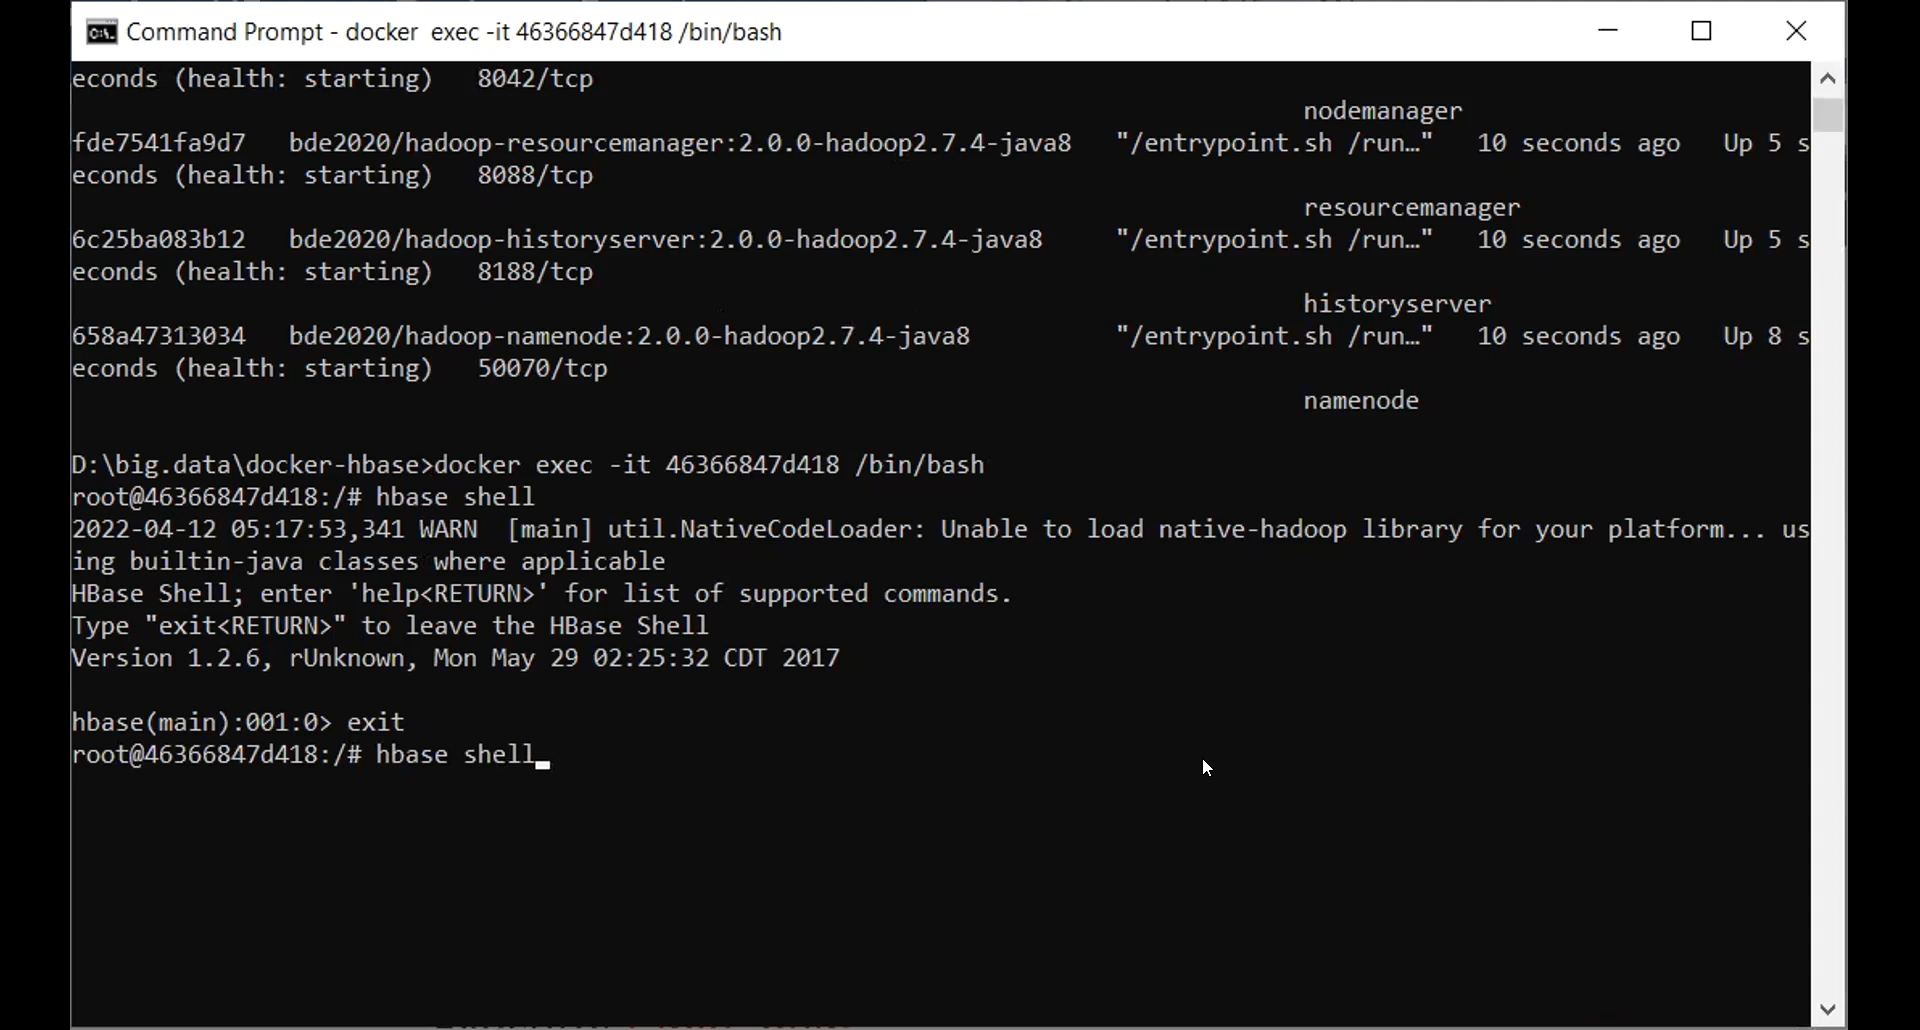 Command Prompt - docker  exec -it 46366847d418 /bin/bash
econds (health: starting)   8042/tcp
nodemanager
fde7541fa9d7   bde2020/hadoop-resourcemanager:2.0.0-hadoop2.7.4-java8   "/entrypoint.sh /run…"   10 seconds ago   Up 5 s
econds (health: starting)   8088/tcp
resourcemanager
6c25ba083b12   bde2020/hadoop-historyserver:2.0.0-hadoop2.7.4-java8     "/entrypoint.sh /run…"   10 seconds ago   Up 5 s
econds (health: starting)   8188/tcp
historyserver
658a47313034   bde2020/hadoop-namenode:2.0.0-hadoop2.7.4-java8          "/entrypoint.sh /run…"   10 seconds ago   Up 8 s
econds (health: starting)   50070/tcp
namenode
D:\big.data\docker-hbase>docker exec -it 46366847d418 /bin/bash
root@46366847d418:/# hbase shell
2022-04-12 05:17:53,341 WARN  [main] util.NativeCodeLoader: Unable to load native-hadoop library for your platform... us
ing builtin-java classes where applicable
HBase Shell; enter 'help<RETURN>' for list of supported commands.
Type "exit<RETURN>" to leave the HBase Shell
Version 1.2.6, rUnknown, Mon May 29 02:25:32 CDT 2017
hbase(main):001:0> exit
root@46366847d418:/# hbase shell